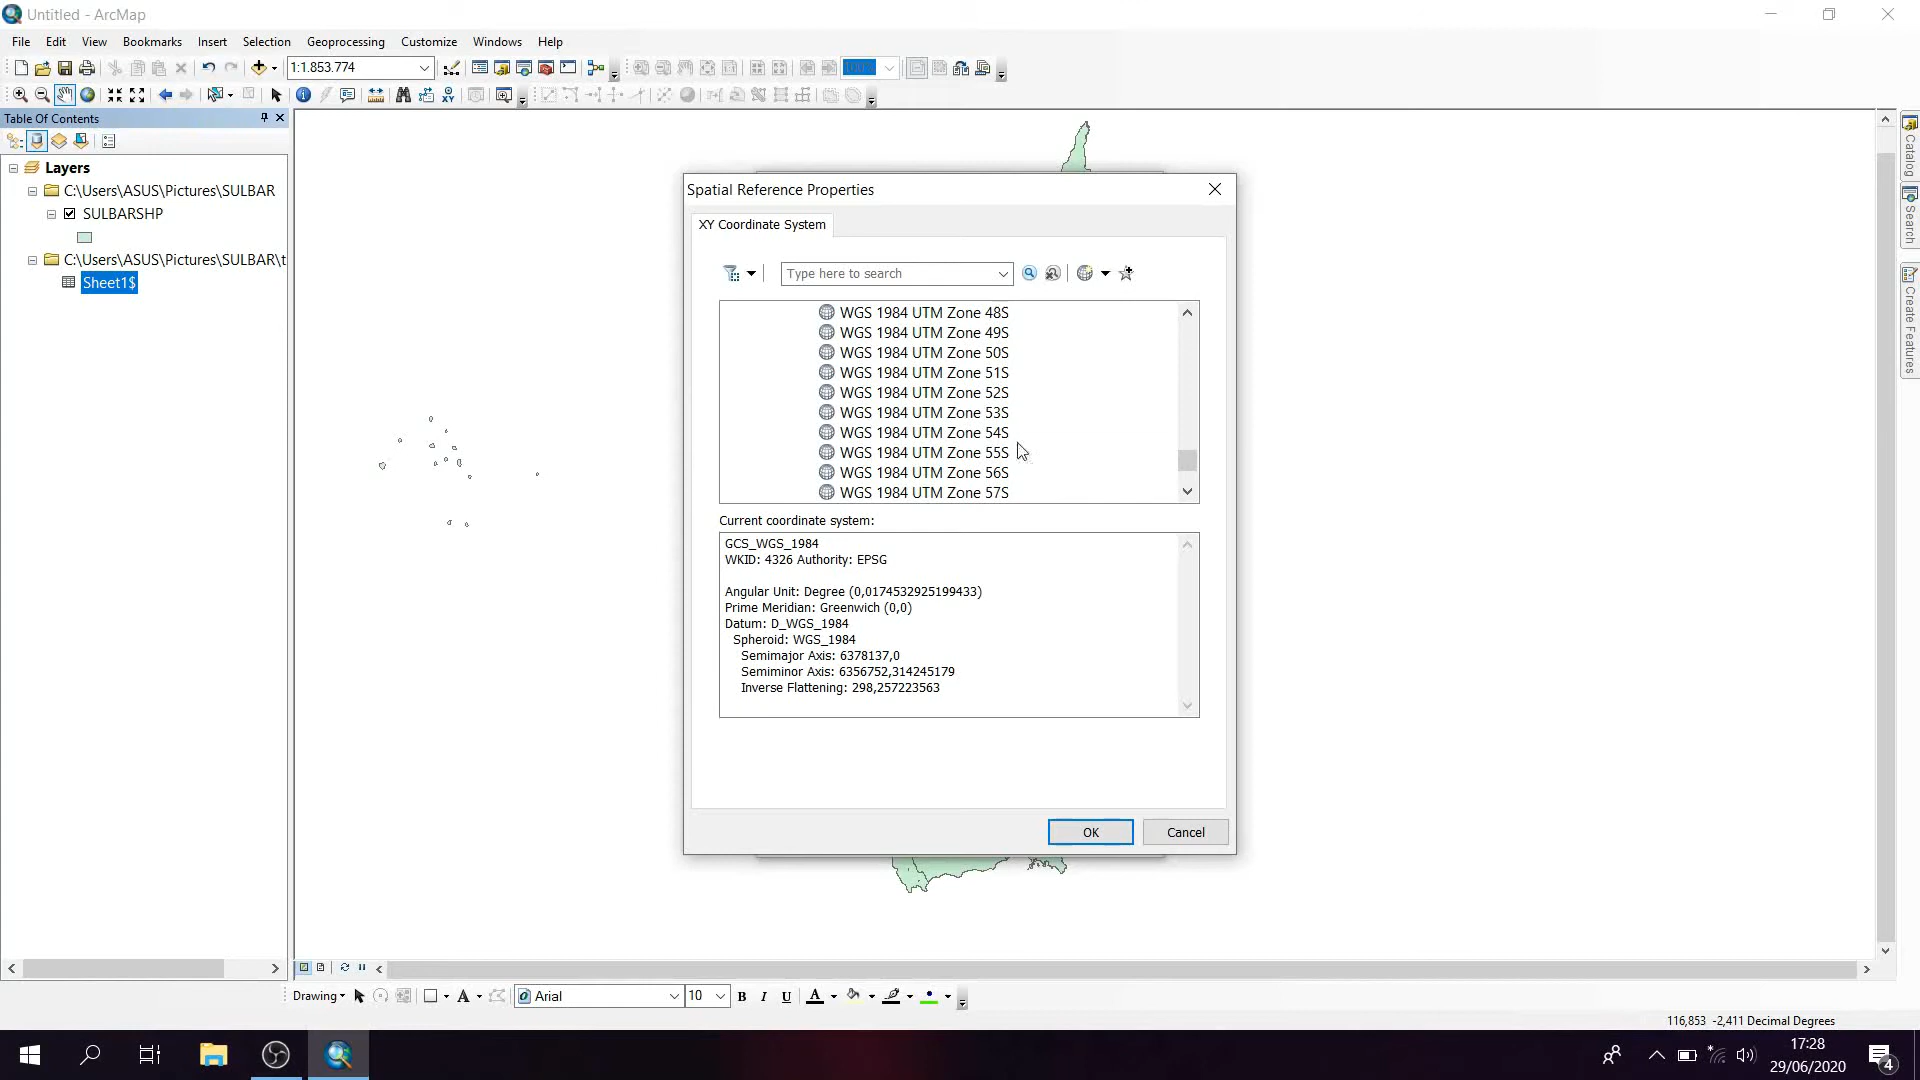 Untitled - ArcMap
File Edit View Bookmarks Insert Selection Geoprocessing Customize Windows Help
1:1.853.774
Table Of Contents
Layers
C:\Users\ASUS\Pictures\SULBAR
SULBARSHP
C:\Users\ASUS\Pictures\SULBAR\t
Sheet1$
Spatial Reference Properties
XY Coordinate System
Type here to search
WGS 1984 UTM Zone 48S
WGS 1984 UTM Zone 49S
WGS 1984 UTM Zone 50S
WGS 1984 UTM Zone 51S
WGS 1984 UTM Zone 52S
WGS 1984 UTM Zone 53S
WGS 1984 UTM Zone 54S
WGS 1984 UTM Zone 55S
WGS 1984 UTM Zone 56S
WGS 1984 UTM Zone 57S
Current coordinate system:
GCS_WGS_1984
WKID: 4326 Authority: EPSG
Angular Unit: Degree (0,0174532925199433)
Prime Meridian: Greenwich (0,0)
Datum: D_WGS_1984
Spheroid: WGS_1984
Semimajor Axis: 6378137,0
Semiminor Axis: 6356752,314245179
Inverse Flattening: 298,257223563
OK Cancel
Catalog
Search
Create Features
Drawing Arial 10 B I U A
116,853 -2,411 Decimal Degrees
17:28
29/06/2020
4